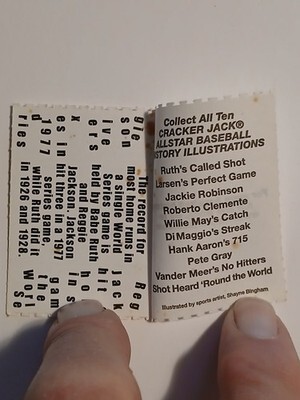 The record for
most home runs in
a single World
Series game is
held by Babe Ruth
and Reggie
Jackson. Jackson
hit three in a 1977
Series game,
while Ruth did it
in 1926 and 1928.
Collect All Ten
CRACKER JACK®
ALLSTAR BASEBALL
STORY ILLUSTRATIONS
Ruth's Called Shot
Larsen's Perfect Game
Jackie Robinson
Roberto Clemente
Willie May's Catch
DiMaggio's Streak
Hank Aaron's 715
Pete Gray
Vander Meer's No Hitters
Shot Heard 'Round the World
Illustrated by sports artist, Shayne Bingham